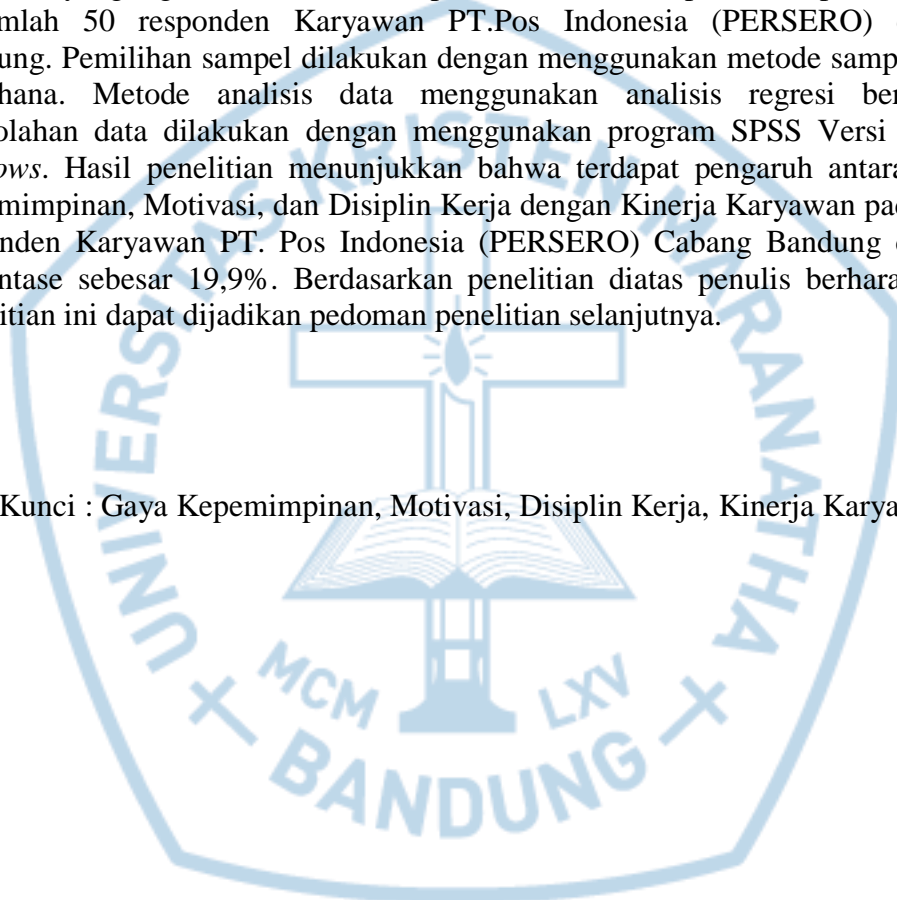 mlah 50 responden Karyawan PT.Pos Indonesia (PERSERO)
ung. Pemilihan sampel dilakukan dengan menggunakan metode samp
hana. Metode analisis data menggunakan analisis regresi ber
olahan data dilakukan dengan menggunakan program SPSS Versi
ows. Hasil penelitian menunjukkan bahwa terdapat pengaruh antara
mimpinan, Motivasi, dan Disiplin Kerja dengan Kinerja Karyawan pad
nden Karyawan PT. Pos Indonesia (PERSERO) Cabang Bandung
ntase sebesar 19,9%. Berdasarkan penelitian diatas penulis berhara
itian ini dapat dijadikan pedoman penelitian selanjutnya.
Kunci : Gaya Kepemimpinan, Motivasi, Disiplin Kerja, Kinerja Karya
UNIVERSITAS KRISTEN MARANATHA
MCM LXV
BANDUNG